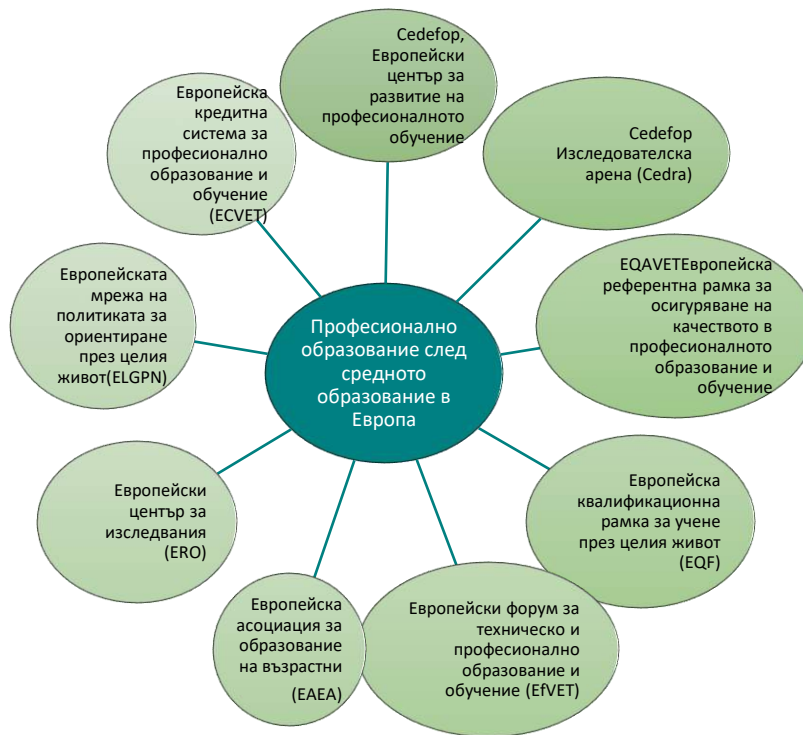 Cedefop,
Европейски
център за
развитие на
професионалното
обучение
Cedefop
Изследователска
арена (Cedra)
EQAVETЕвропейска
референтна рамка за
осигуряване на
качеството в
професионалното
образование и
обучение
Европейска
квалификационна
рамка за учене
през целия живот
(EQF)
Европейски форум за
техническо и
професионално
образование и
обучение (EfVET)
Европейска
асоциация за
образование
на възрастни
(EAEA)
Европейски
център за
изследвания
(ERO)
Европейската
мрежа на
политиката за
ориентиране
през целия
живот(ELGPN)
Европейска
кредитна
система за
професионално
образование и
обучение
(ECVET)
Професионално
образование след
средното
образование в
Европа